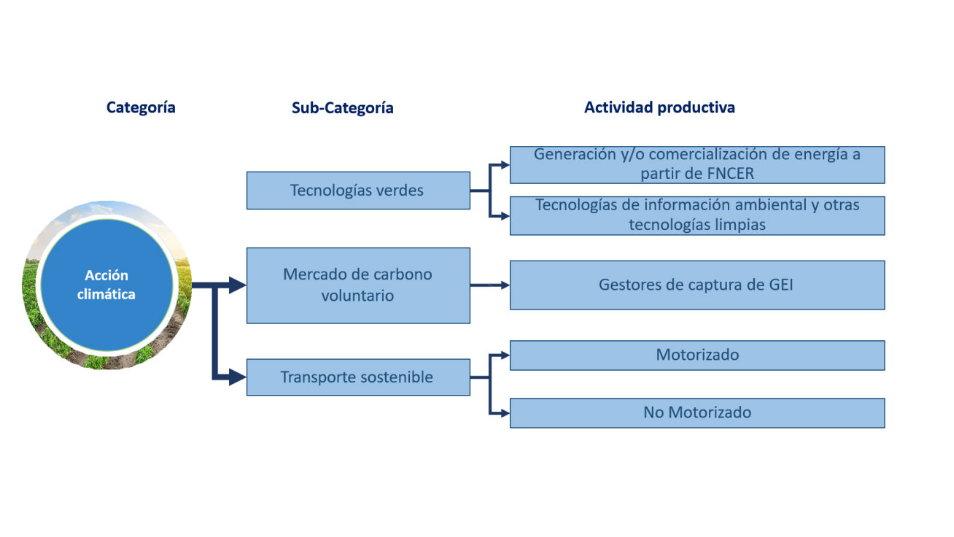 Categoría
Sub-Categoría
Actividad productiva
Acción
climática
Tecnologías verdes
Generación y/o comercialización de energía a
partir de FNCER
Tecnologías de información ambiental y otras
tecnologías limpias
Mercado de carbono
voluntario
Gestores de captura de GEI
Transporte sostenible
Motorizado
No Motorizado